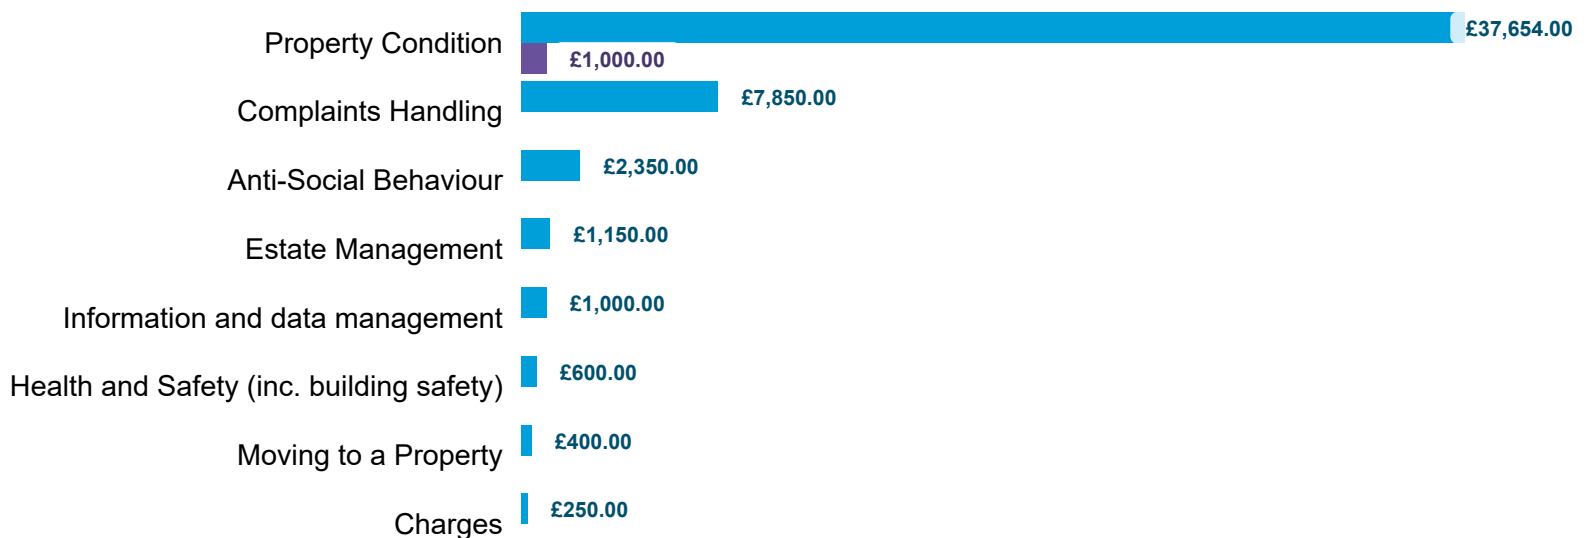 Property Condition
£37,654.00
£1,000.00
Complaints Handling
£7,850.00
Anti-Social Behaviour
£2,350.00
Estate Management
£1,150.00
Information and data management
£1,000.00
Health and Safety (inc. building safety)
£600.00
Moving to a Property
£400.00
Charges
£250.00